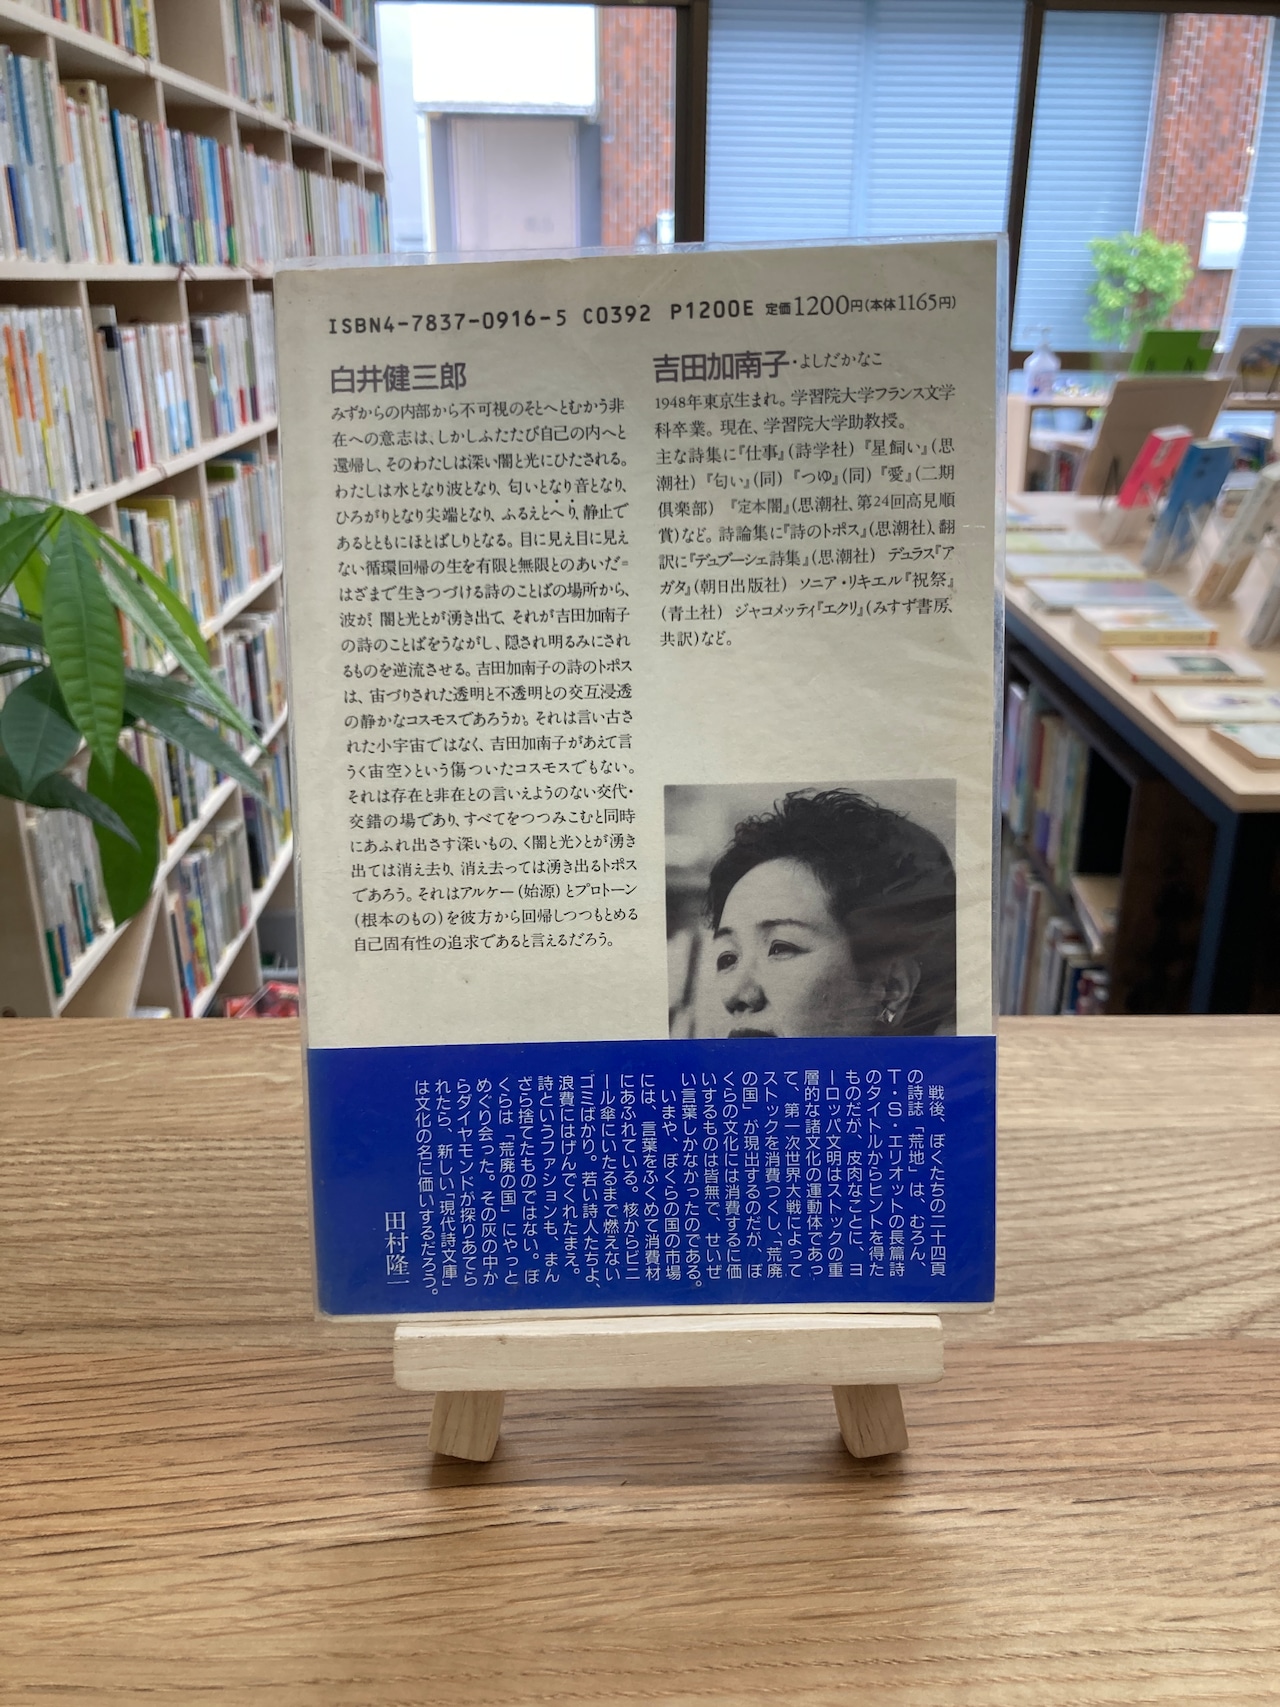 ISBN4-7837-0916-5 C0392 P1200E 定価1200円(本体1165円)
白井健三郎
みずからの内部から不可視のそとへとむかう非
在への意志は、しかしふたたび自己の内へと
還帰し、そのわたしは深い闇と光にひたされる。
わたしは水となり波となり、匂いとなり音となり、
ひろがりとなり尖端となり、ふるえとへり、静止で
あるとともにほとばしりとなる。目に見え目に見え
ない循環回帰の生を有限と無限とのあいだ=
はざまで生きつづける詩のことばの場所から、
波が、闇と光とが湧き出て、それが吉田加南子
の詩のことばをうながし、隠され明るみにされ
るものを逆流させる。吉田加南子の詩のトポス
は、宙づりされた透明と不透明との交互浸透
の静かなコスモスであろうか。それは言い古さ
れた小宇宙ではなく、吉田加南子があえて言
う〈宙空〉という傷ついたコスモスでもない。
それは存在と非在との言いえようのない交代・
交錯の場であり、すべてをつつみこむと同時
にあふれ出さす深いもの、〈闇と光〉とが湧き
出ては消え去り、消え去っては湧き出るトポス
であろう。それはアルケー(始源)とプロトーン
(根本のもの)を彼方から回帰しつつもとめる
自己固有性の追求であると言えるだろう。
吉田加南子・よしだかなこ
1948年東京生まれ。学習院大学フランス文学
科卒業。現在、学習院大学助教授。
主な詩集に『仕事』(詩学社)『星飼い』(思
潮社)『匂い』(同)『つゆ』(同)『愛』(二期
倶楽部)『定本闇』(思潮社、第24回高見順
賞)など。詩論集に『詩のトポス』(思潮社)、翻
訳に『デュブーシェ詩集』(思潮社) デュラス『ア
ガタ』(朝日出版社) ソニア・リキエル『祝祭』
(青土社) ジャコメッティ『エクリ』(みすず書房、
共訳)など。
戦後、ぼくたちの二十四頁
の詩誌「荒地」は、むろん、
T・S・エリオットの長篇詩
のタイトルからヒントを得た
ものだが、皮肉なことに、ヨ
ーロッパ文明はストックの重
層的な諸文化の運動体であっ
て、第一次世界大戦によって
ストックを消費つくし、「荒廃
の国」が現出するのだが、ぼ
くらの文化には消費するに価
いするものは皆無で、せいぜ
い言葉しかなかったのである。
いまや、ぼくらの国の市場
には、言葉をふくめて消費材
にあふれている。核からビニ
ール傘にいたるまで燃えない
ゴミばかり。若い詩人たちよ、
浪費にはげんでくれたまえ。
詩というファッションも、まん
ざら捨てたものではない。ぼ
くらは「荒廃の国」にやっと
めぐり会った。その灰の中か
らダイヤモンドが探りあてら
れたら、新しい「現代詩文庫」
は文化の名に価いするだろう。
田村隆一